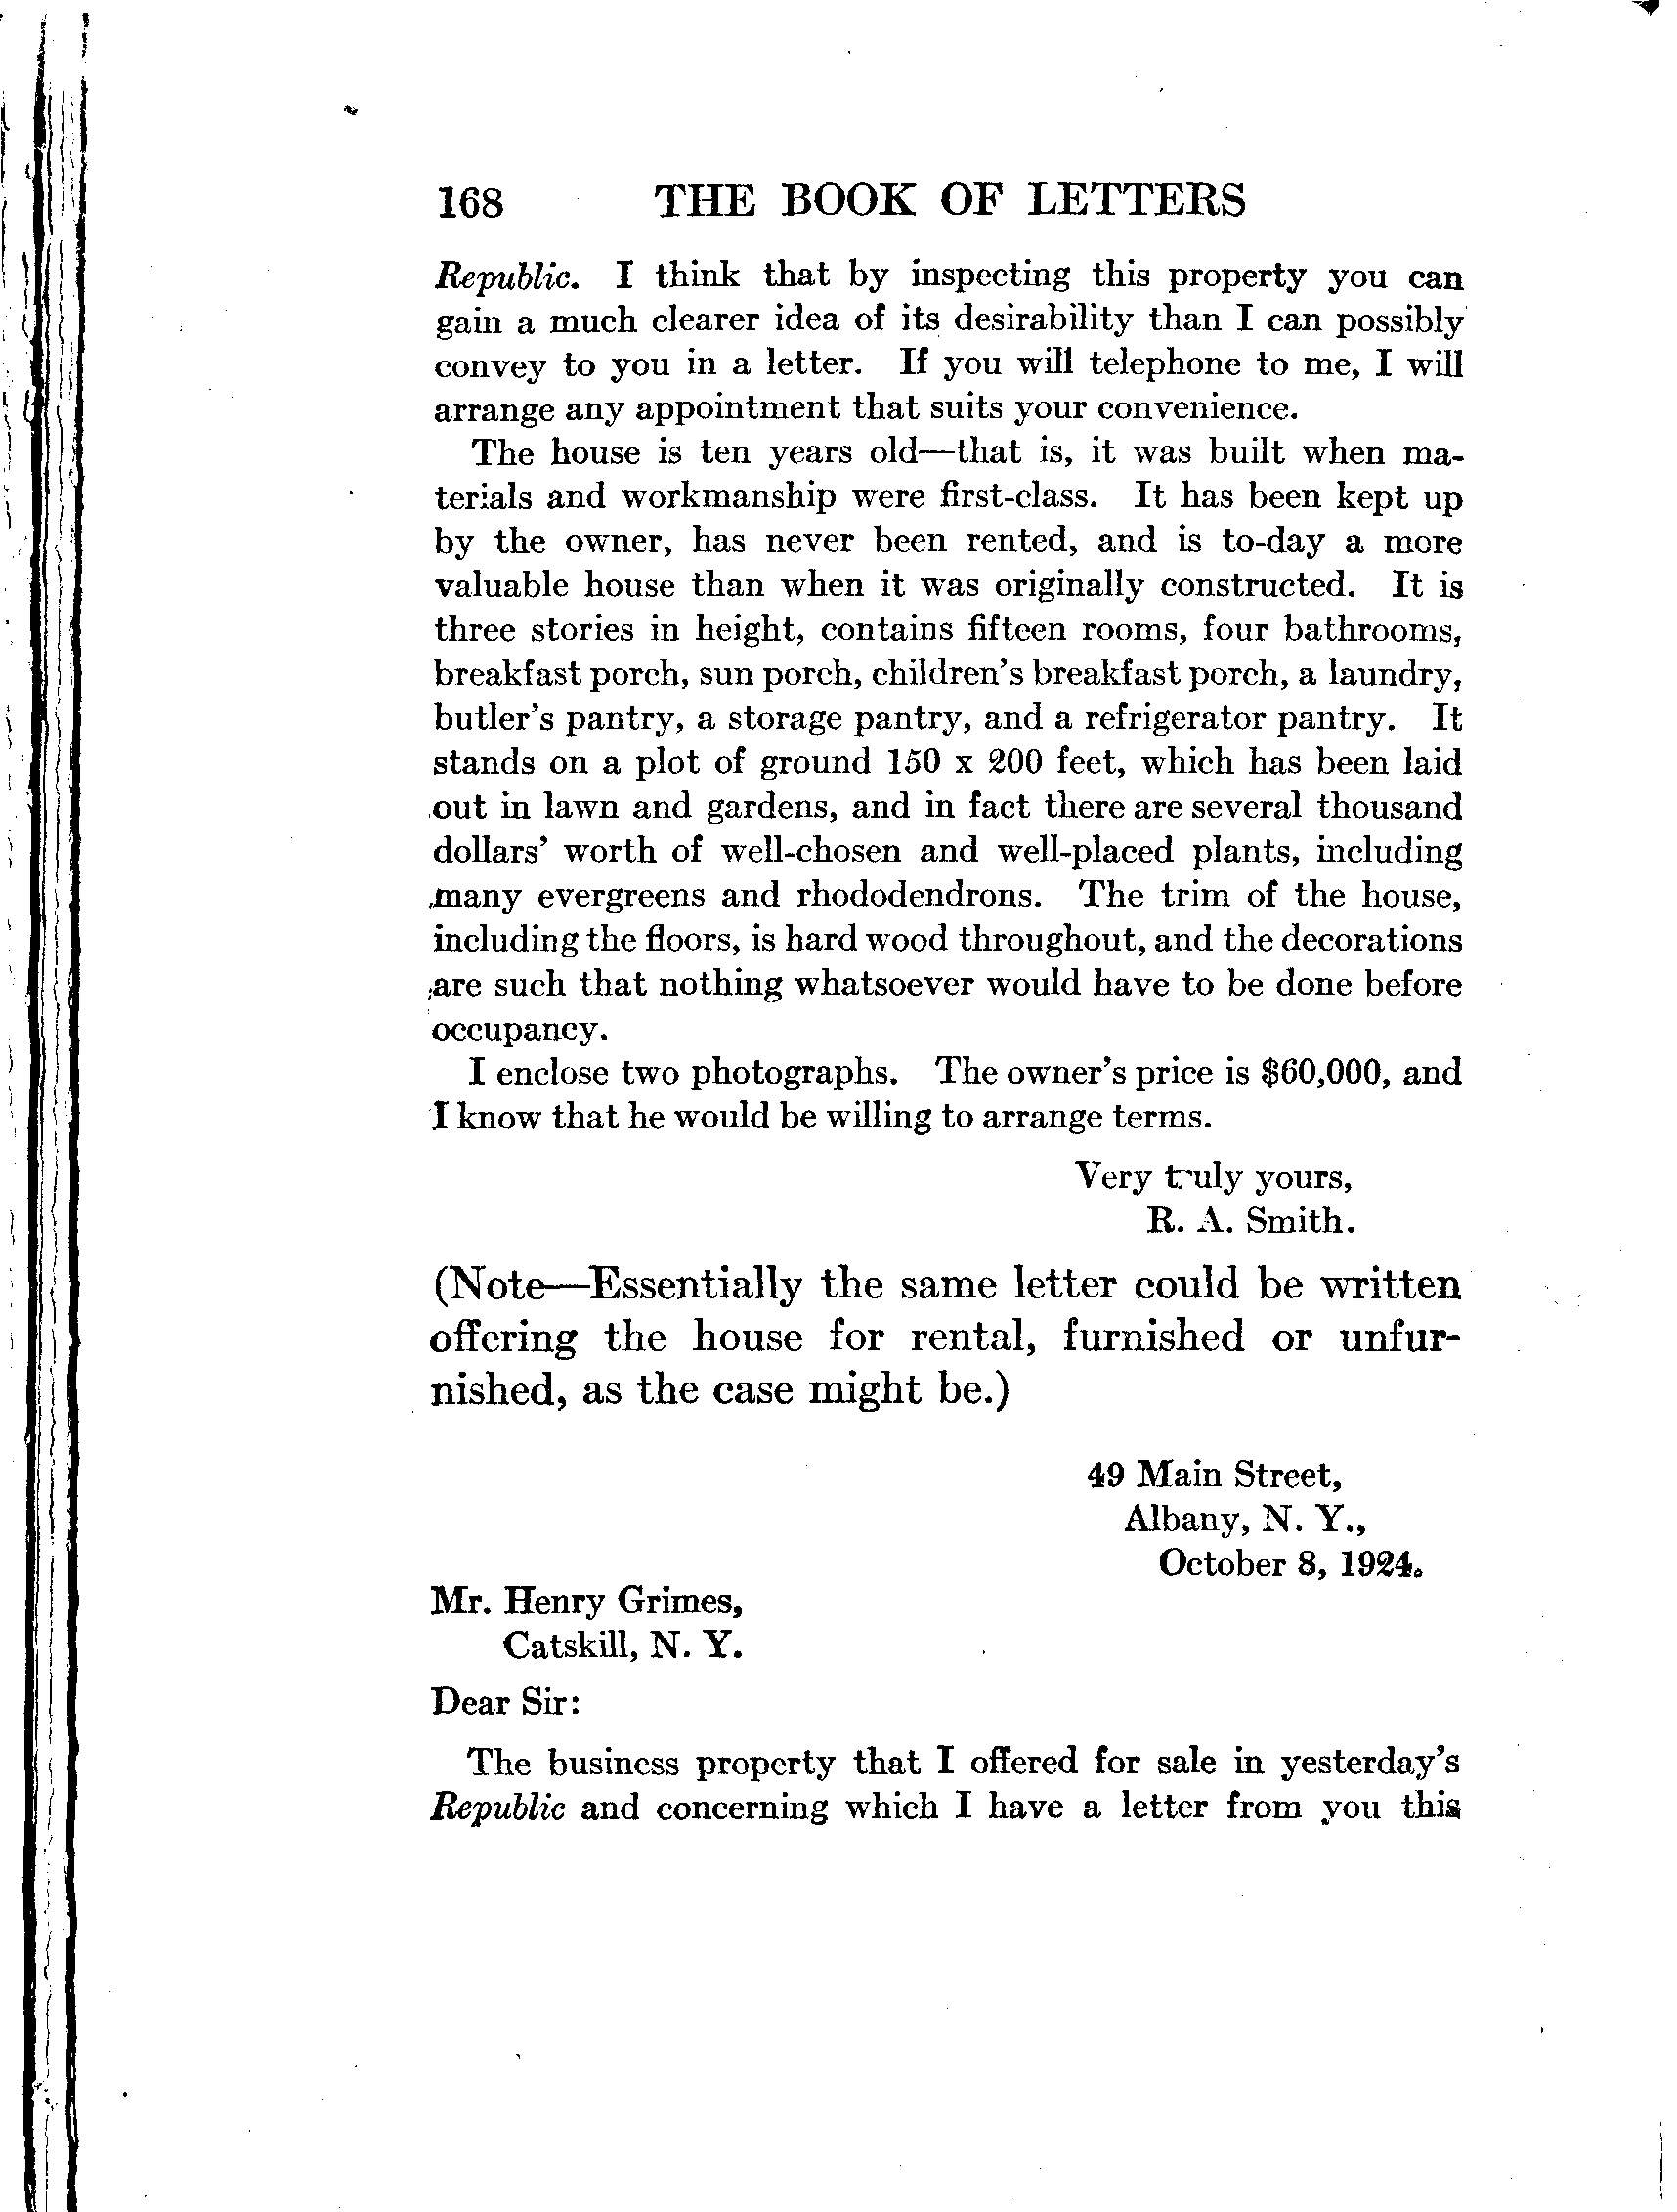 168 THE BOOK OF LETTERS
Republic. I think that by inspecting this property you can
gain a much clearer idea of its desirability than I can possibly
convey to you in a letter. If you will telephone to me, I will
arrange any appointment that suits your convenience.
The house is ten years old—that is, it was built when ma-
terials and workmanship were first-class. It has been kept up
by the owner, has never been rented, and is to-day a more
valuable house than when it was originally constructed. It is
three stories in height, contains fifteen rooms, four bathrooms,
breakfast porch, sun porch, children's breakfast porch, a laundry,
butler's pantry, a storage pantry, and a refrigerator pantry. It
stands on a plot of ground 150 x 200 feet, which has been laid
out in lawn and gardens, and in fact there are several thousand
dollars' worth of well-chosen and well-placed plants, including
many evergreens and rhododendrons. The trim of the house,
including the floors, is hard wood throughout, and the decorations
are such that nothing whatsoever would have to be done before
occupancy.
I enclose two photographs. The owner's price is $60,000, and
I know that he would be willing to arrange terms.
Very truly yours,
R. A. Smith.
(Note—Essentially the same letter could be written
offering the house for rental, furnished or unfur-
nished, as the case might be.)
49 Main Street,
Albany, N. Y.,
October 8, 1924.
Mr. Henry Grimes,
Catskill, N. Y.
Dear Sir:
The business property that I offered for sale in yesterday's
Republic and concerning which I have a letter from you this